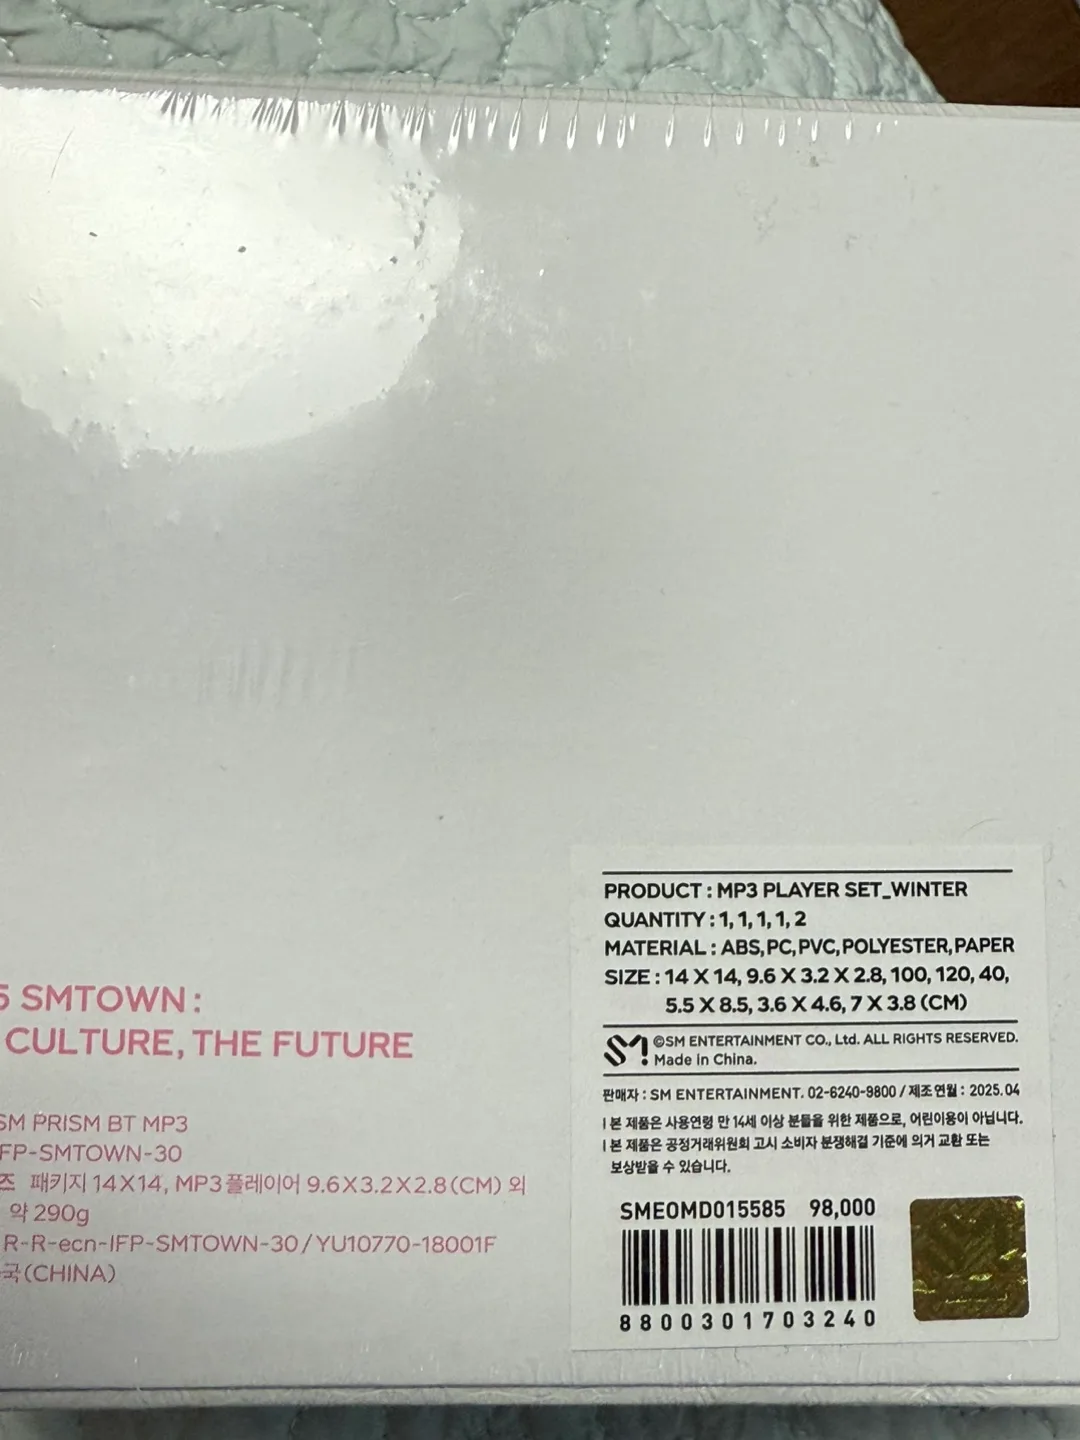 5 SMTOWN :
CULTURE, THE FUTURE
SM PRISM BT MP3
FP-SMTOWN-30
즈 패키지 14X14, MP3플레이어 9.6X3.2X2.8(CM) 외
약 290g
R-R-ecn-IFP-SMTOWN-30/YU10770-18001F
국(CHINA)
PRODUCT : MP3 PLAYER SET_WINTER
QUANTITY : 1, 1, 1, 1, 2
MATERIAL : ABS, PC, PVC, POLYESTER, PAPER
SIZE : 14 X 14, 9.6 X 3.2 X 2.8, 100, 120, 40,
5.5 X 8.5, 3.6 X 4.6, 7 X 3.8 (CM)
SM! ©SM ENTERTAINMENT CO., Ltd. ALL RIGHTS RESERVED.
Made in China.
판매자 : SM ENTERTAINMENT. 02-6240-9800 / 제조연월 : 2025.04
| 본 제품은 사용연령 만 14세 이상 분들을 위한 제품으로, 어린이용이 아닙니다.
| 본 제품은 공정거래위원회 고시 소비자 분쟁해결 기준에 의거 교환 또는
보상받을 수 있습니다.
SMEOMD015585 98,000
8800301703240